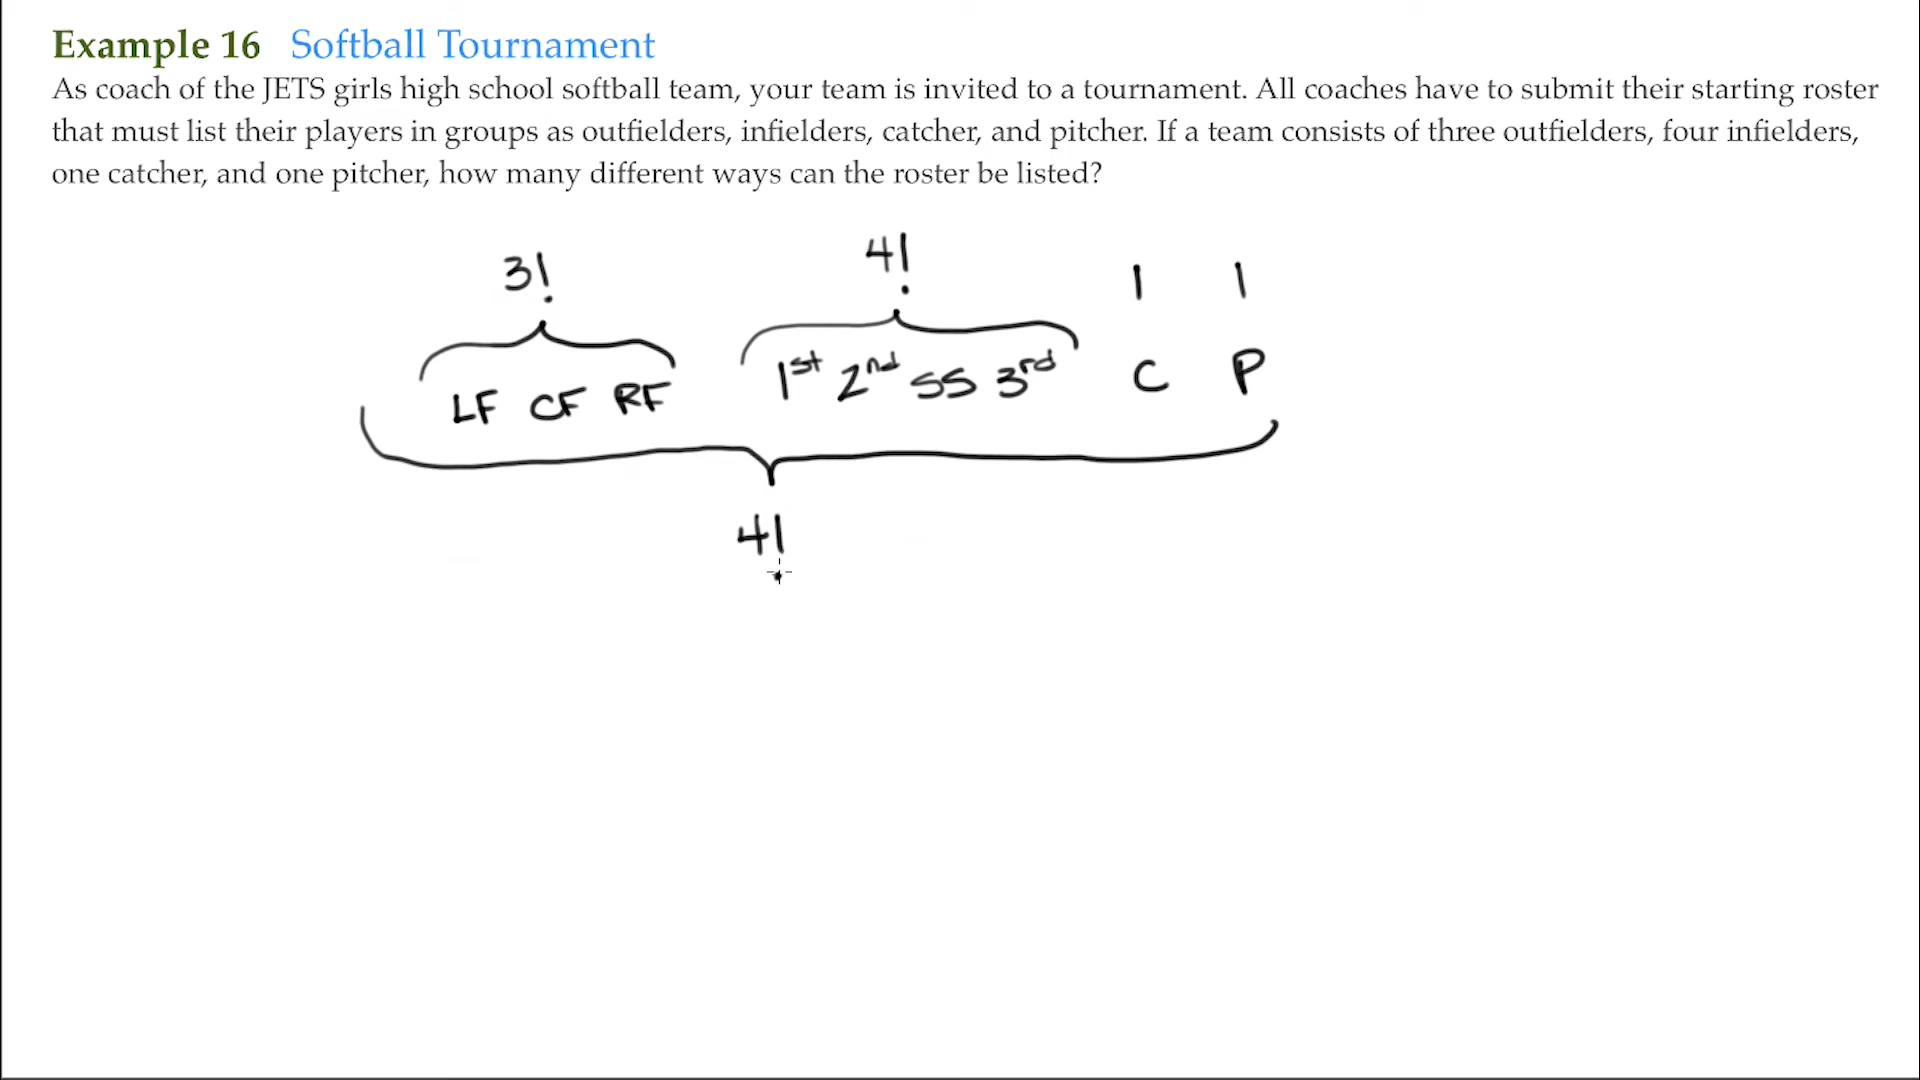 Example 16 Softball Tournament
As coach of the JETS girls high school softball team, your team is invited to a tournament. All coaches have to submit their starting roster
that must list their players in groups as outfielders, infielders, catcher, and pitcher. If a team consists of three outfielders, four infielders,
one catcher, and one pitcher, how many different ways can the roster be listed?
3! 4! 1 1
LF CF RF 1st 2nd SS 3rd C P
4!